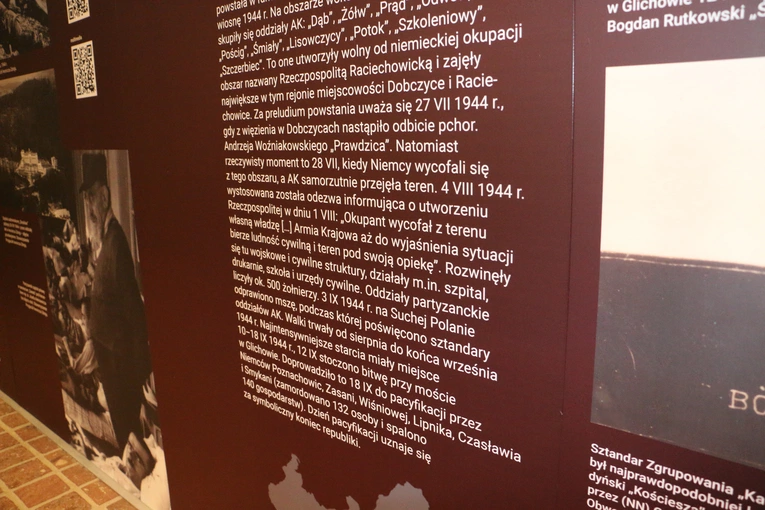 wiosnę 1944 r. Na obszarze
skupiły się oddziały AK: „Dąb”, „Żółw”, „Prąd”,
„Pościg”, „Śmiały”, „Lisowczycy”, „Potok”, „Szkoleniowy”,
„Szczerbiec”. To one utworzyły wolny od niemieckiej okupacji
obszar nazwany Rzeczpospolitą Raciechowicką i zajęły
największe w tym rejonie miejscowości Dobczyce i Racie-
chowice. Za preludium powstania uważa się 27 VII 1944 r.,
gdy z więzienia w Dobczycach nastąpiło odbicie pchor.
Andrzeja Woźniakowskiego „Prawdzica”. Natomiast
rzeczywisty moment to 28 VII, kiedy Niemcy wycofali się
z tego obszaru, a AK samorzutnie przejęła teren. 4 VIII 1944 r.
wystosowana została odezwa informująca o utworzeniu
Rzeczpospolitej w dniu 1 VIII: „Okupant wycofał z terenu
własną władzę [...] Armia Krajowa aż do wyjaśnienia sytuacji
bierze ludność cywilną i teren pod swoją opiekę”. Rozwinęły
się tu wojskowe i cywilne struktury, działały m.in. szpital,
drukarnie, szkoła i urzędy cywilne. Oddziały partyzanckie
liczyły ok. 500 żołnierzy. 3 IX 1944 r. na Suchej Polanie
odprawiono mszę, podczas której poświęcono sztandary
oddziałów AK. Walki trwały od sierpnia do końca września
1944 r. Najintensywniejsze starcia miały miejsce
10–18 IX 1944 r., 12 IX stoczono bitwę przy moście
w Glichowie. Doprowadziło to 18 IX do pacyfikacji przez
Niemców Poznachowic, Zasani, Wiśniowej, Lipnika, Czasławia
i Smykani (zamordowano 132 osoby i spalono
140 gospodarstw). Dzień pacyfikacji uznaje się
za symboliczny koniec republiki.
w Glichowie
Bogdan Rutkowski „Ś
BÓ
Sztandar Zgrupowania „Ka
był najprawdopodobniej
dyński „Kościesza”
przez (NN)